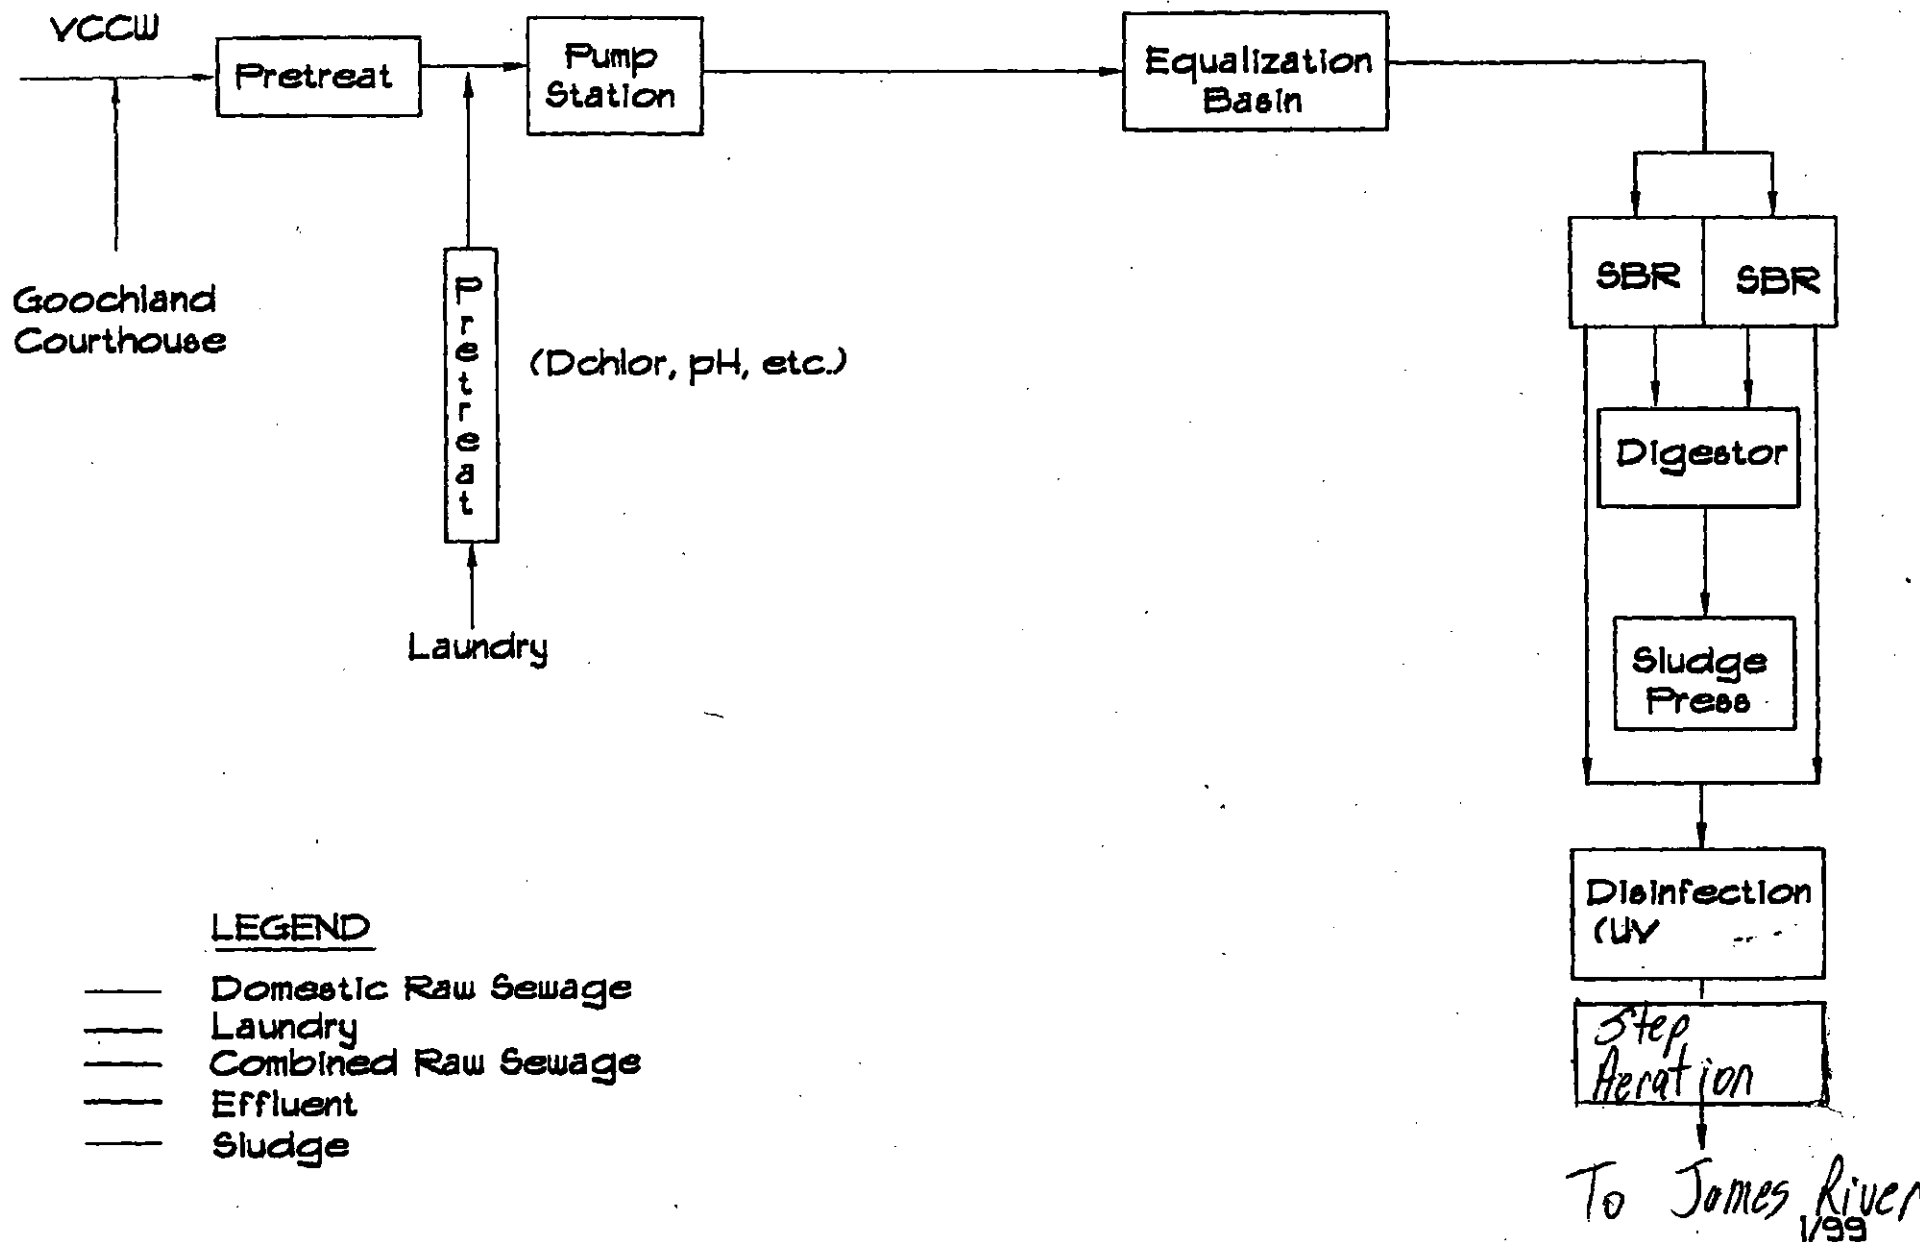 VCCW
Pretreat
Pump
Station
Equalization
Basin
Goochland
Courthouse
Pretreat
(Dchlor, pH, etc.)
Laundry
SBR
SBR
Digestor
Sludge
Press
Disinfection
(UV
Step
Aeration
To James River
1/99
LEGEND
Domestic Raw Sewage
Laundry
Combined Raw Sewage
Effluent
Sludge